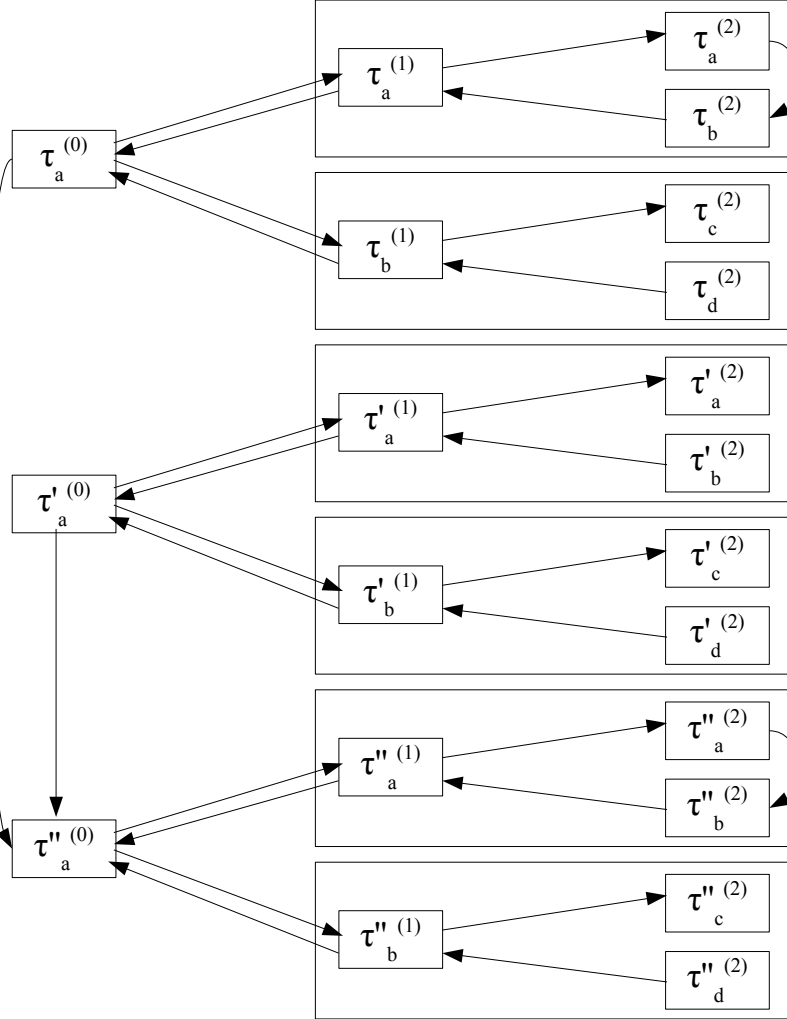 τa(2)
τa(1)
τb(2)
τa(0)
τc(2)
τb(1)
τd(2)
τ'a(2)
τ'a(1)
τ'b(2)
τ'a(0)
τ'c(2)
τ'b(1)
τ'd(2)
τ"a(2)
τ"a(1)
τ"b(2)
τ"a(0)
τ"c(2)
τ"b(1)
τ"d(2)